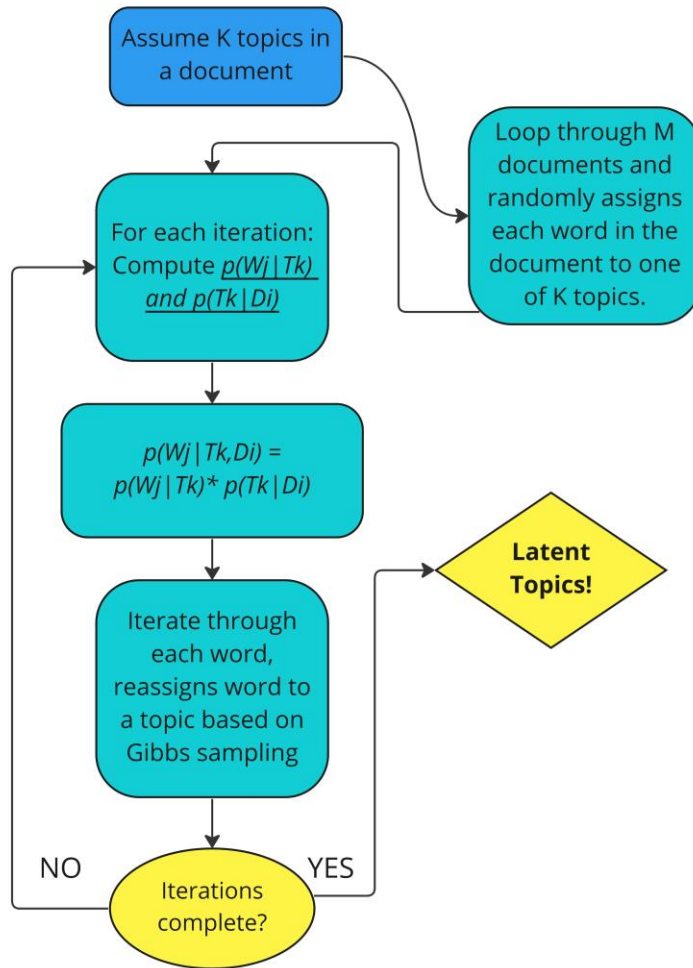 Assume K topics in
a document
Loop through M
documents and
randomly assigns
each word in the
document to one
of K topics.
For each iteration:
Compute p(Wj|Tk)
and p(Tk|Di)
p(Wj|Tk,Di) =
p(Wj|Tk)* p(Tk|Di)
Iterate through
each word,
reassigns word to
a topic based on
Gibbs sampling
Iterations
complete?
NO
YES
Latent
Topics!